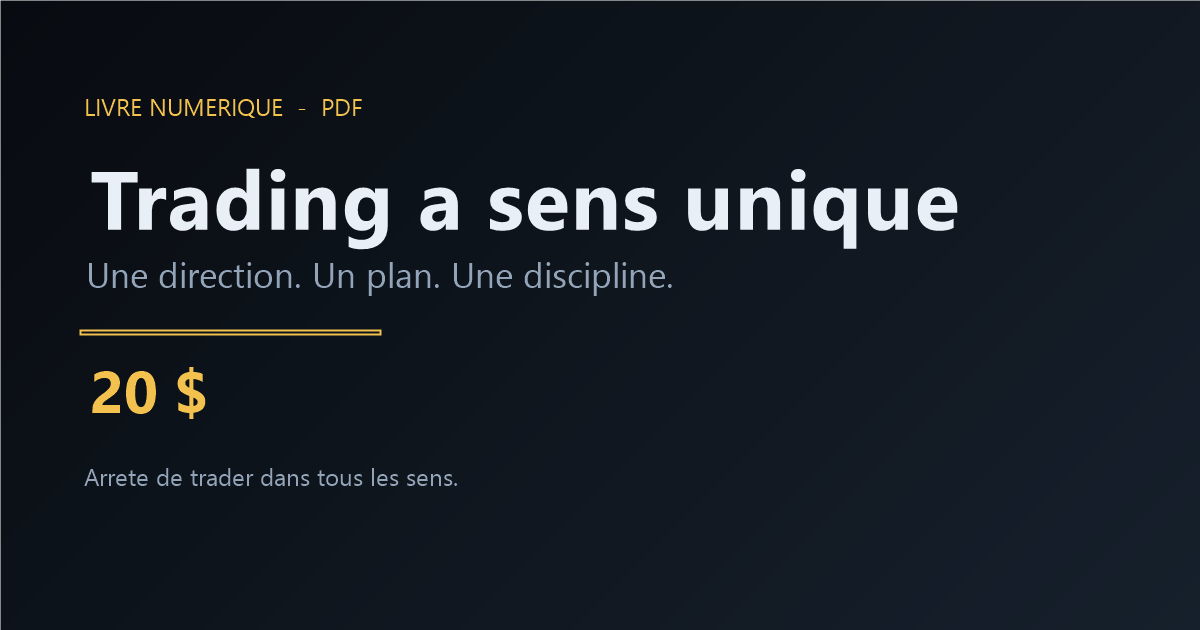 LIVRE NUMERIQUE - PDF
Trading a sens unique
Une direction. Un plan. Une discipline.
20 $
Arrete de trader dans tous les sens.